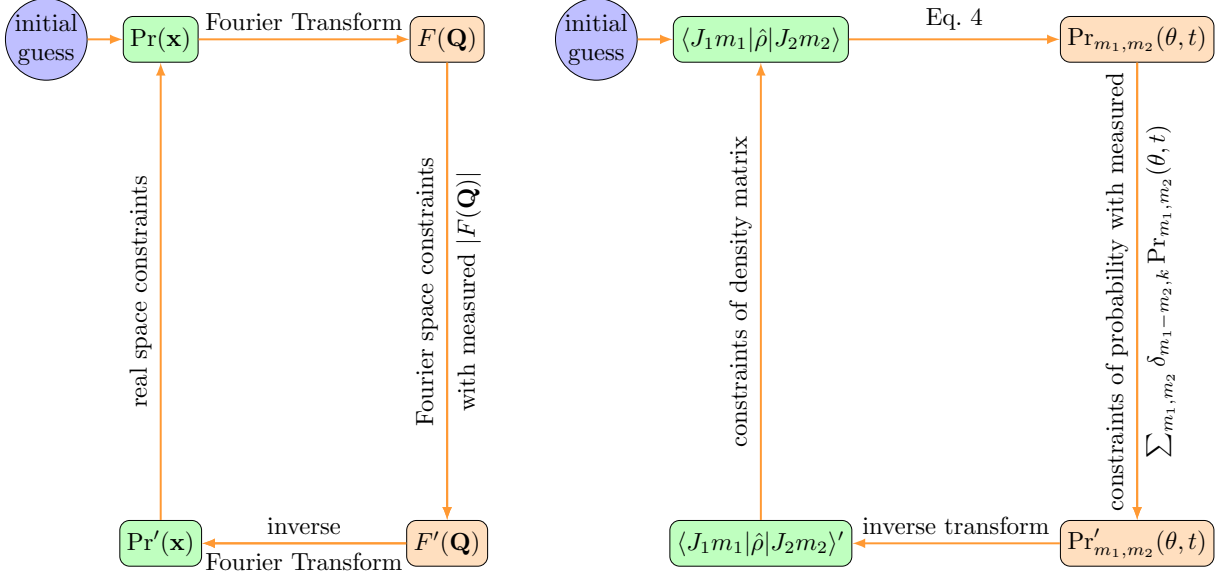 initial
guess
Pr(𝐱)
Fourier Transform
F(𝐐)
real space constraints
Fourier space constraints
with measured |F(𝐐)|
Pr′(𝐱)
inverse
Fourier Transform
F′(𝐐)
initial
guess
⟨J₁m₁|ρ̂|J₂m₂⟩
Eq. 4
Pr_{m₁,m₂}(θ, t)
constraints of density matrix
constraints of probability with measured
∑_{m₁,m₂} δ_{m₁−m₂,k} Pr_{m₁,m₂}(θ, t)
⟨J₁m₁|ρ̂|J₂m₂⟩′
inverse transform
Pr′_{m₁,m₂}(θ, t)